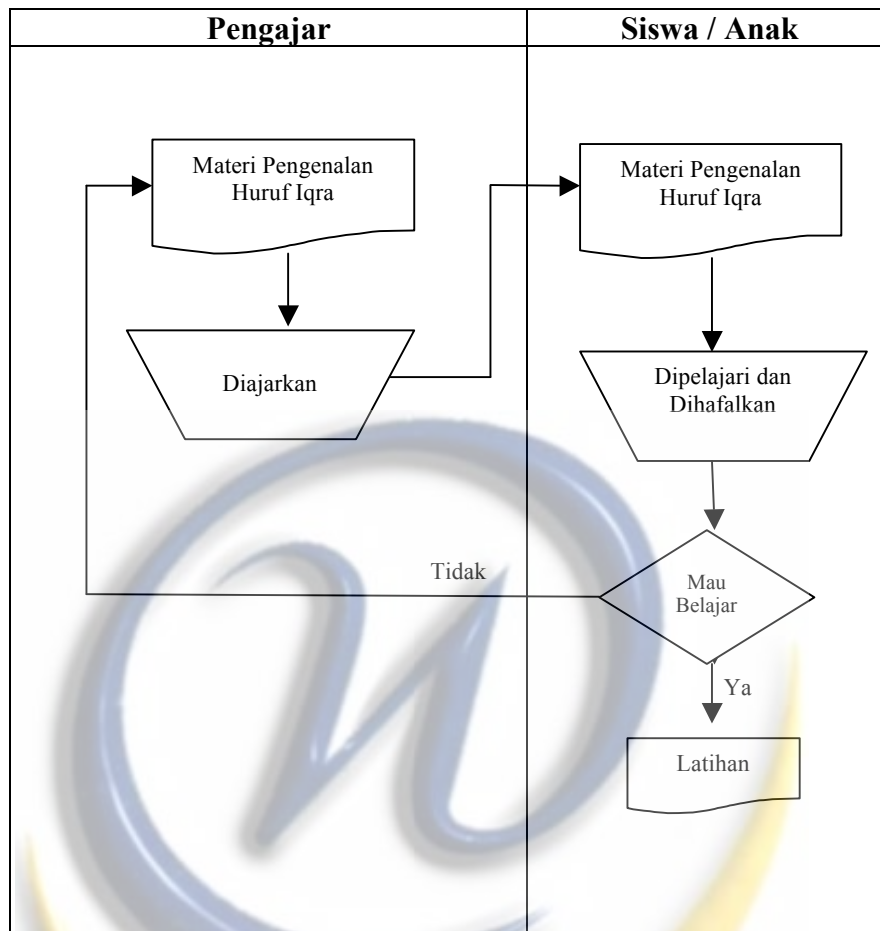 Pengajar
Siswa / Anak
Materi Pengenalan
Huruf Iqra
Materi Pengenalan
Huruf Iqra
Diajarkan
Dipelajari dan
Dihafalkan
Tidak
Mau
Belajar
Ya
Latihan